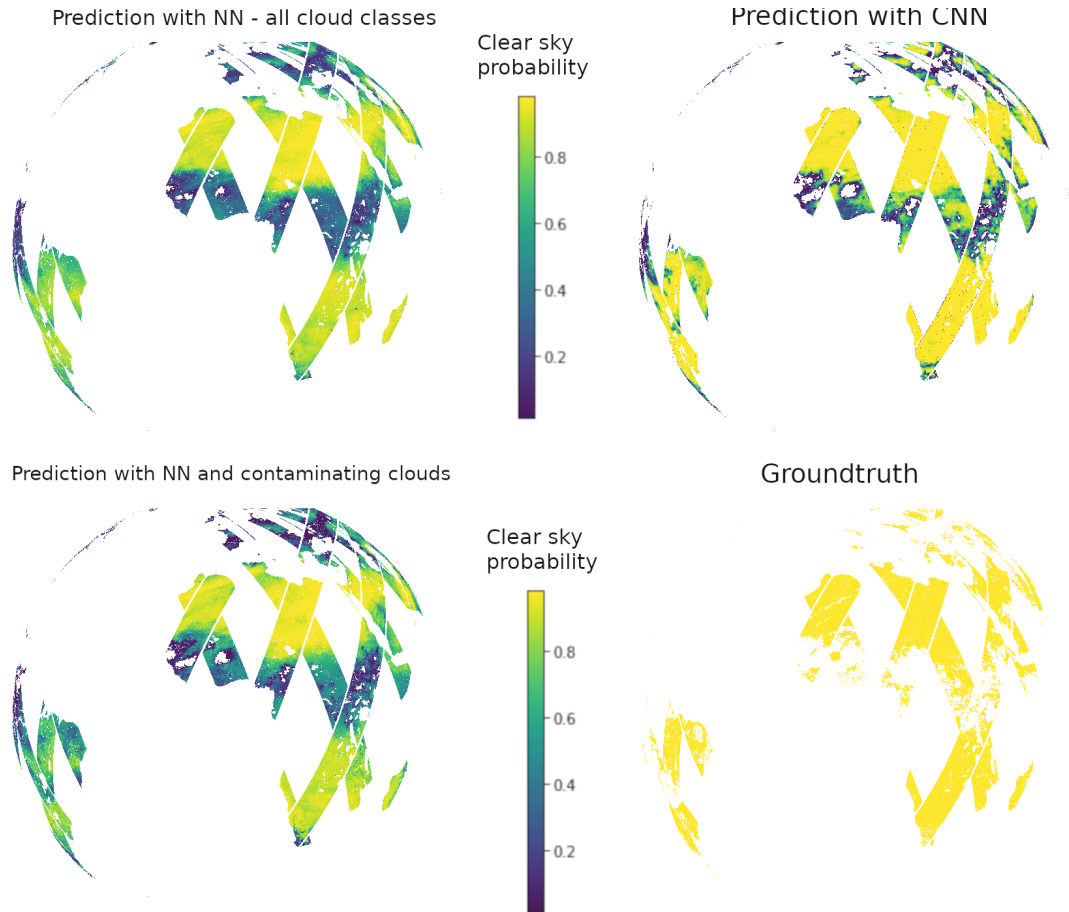 Prediction with NN - all cloud classes
Clear sky
probability
0.8
0.6
0.4
0.2
Prediction with CNN
Prediction with NN and contaminating clouds
Clear sky
probability
0.8
0.6
0.4
0.2
Groundtruth